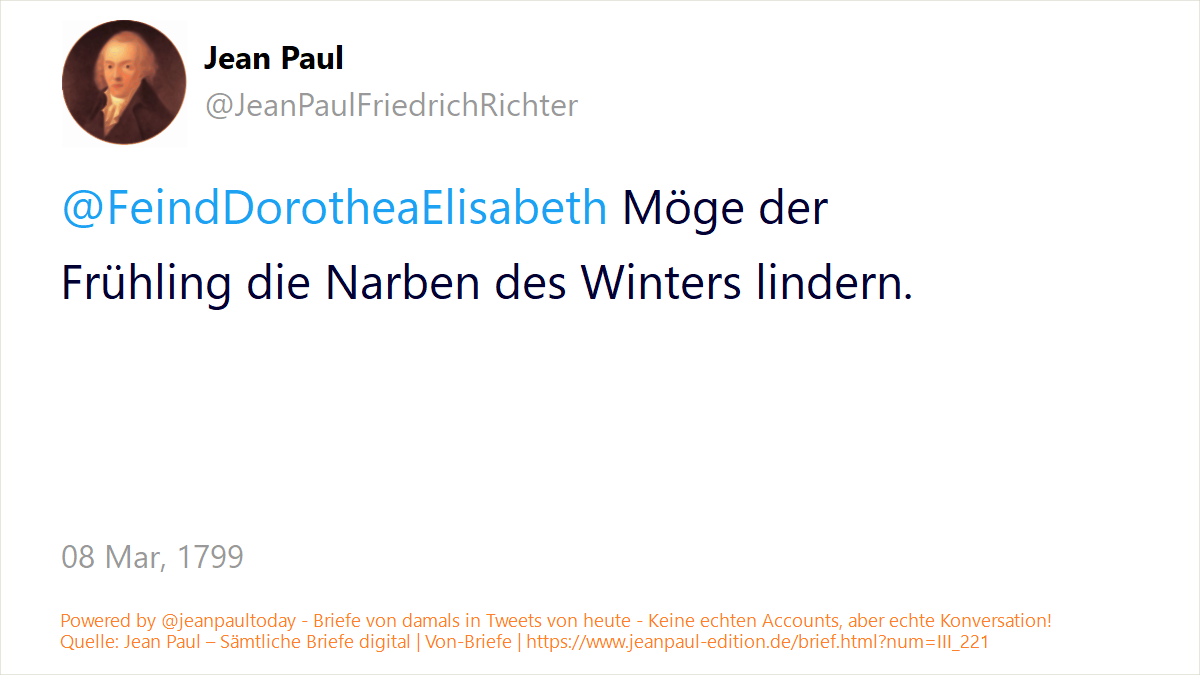 Jean Paul
@JeanPaulFriedrichRichter
@FeindDorotheaElisabeth Möge der
Frühling die Narben des Winters lindern.
08 Mar, 1799
Powered by @jeanpaultoday - Briefe von damals in Tweets von heute - Keine echten Accounts, aber echte Konversation!
Quelle: Jean Paul – Sämtliche Briefe digital | Von-Briefe | https://www.jeanpaul-edition.de/brief.html?num=III_221